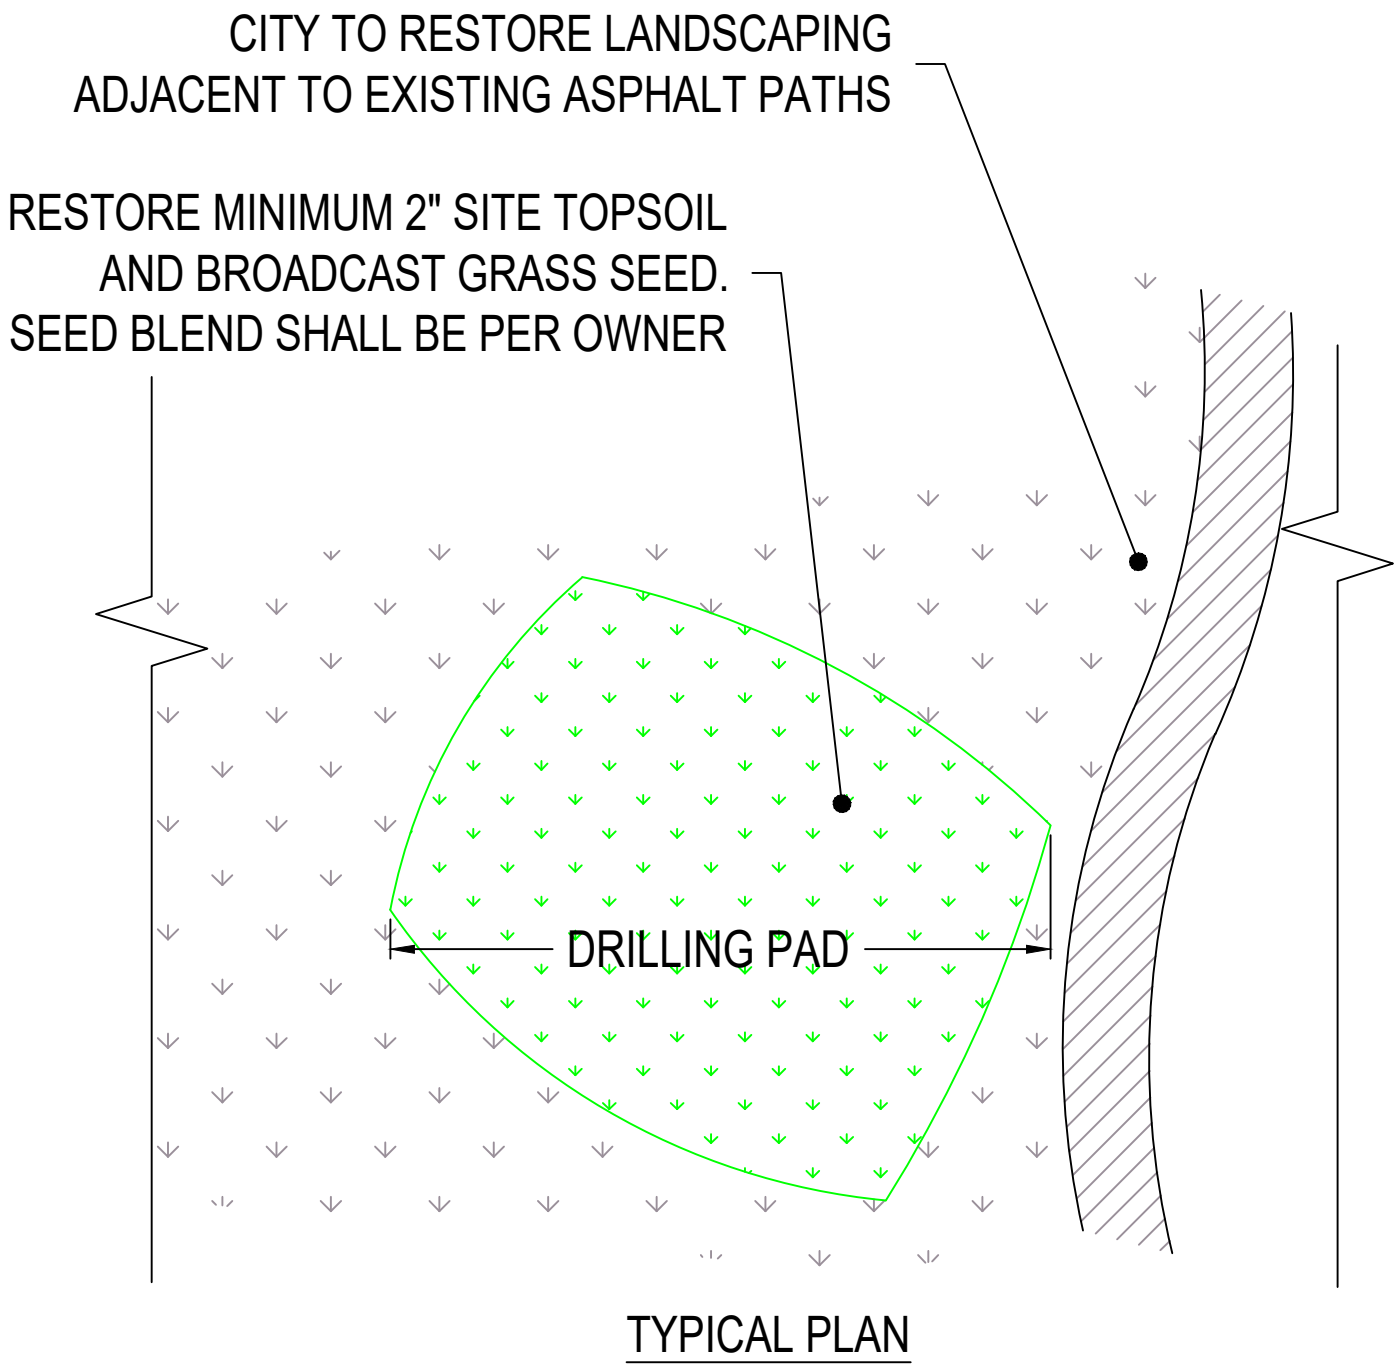 CITY TO RESTORE LANDSCAPING
ADJACENT TO EXISTING ASPHALT PATHS
RESTORE MINIMUM 2" SITE TOPSOIL
AND BROADCAST GRASS SEED.
SEED BLEND SHALL BE PER OWNER
DRILLING PAD
TYPICAL PLAN